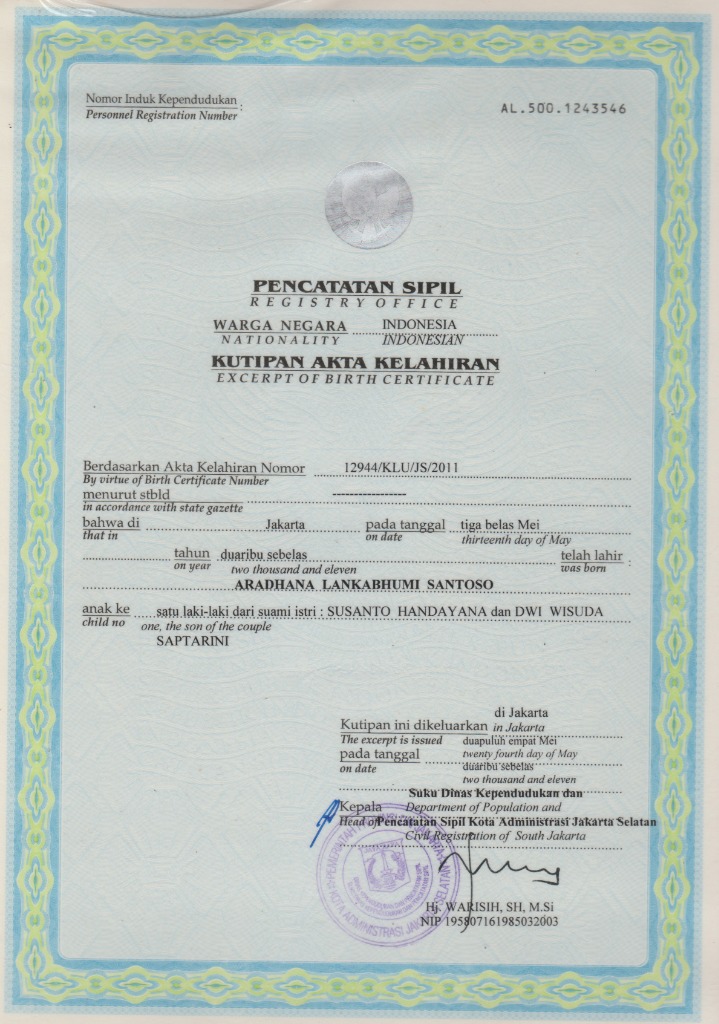 Nomor Induk Kependudukan :
Personnel Registration Number
AL.500.1243546
PENCATATAN SIPIL
REGISTRY OFFICE
WARGA NEGARA INDONESIA
NATIONALITY INDONESIAN
KUTIPAN AKTA KELAHIRAN
EXCERPT OF BIRTH CERTIFICATE
Berdasarkan Akta Kelahiran Nomor 12944/KLU/JS/2011
By virtue of Birth Certificate Number
menurut stbld ----------------
in accordance with state gazette
bahwa di Jakarta pada tanggal tiga belas Mei
that in on date thirteenth day of May
tahun duaribu sebelas telah lahir :
on year two thousand and eleven was born
ARADHANA LANKABHUMI SANTOSO
anak ke satu laki-laki dari suami istri : SUSANTO HANDAYANA dan DWI WISUDA
child no one, the son of the couple
SAPTARINI
di Jakarta
Kutipan ini dikeluarkan in Jakarta
The excerpt is issued duapuluh empat Mei
pada tanggal twenty fourth day of May
on date duaribu sebelas
two thousand and eleven
Suku Dinas Kependudukan dan
Kepala Department of Population and
Head of Pencatatan Sipil Kota Administrasi Jakarta Selatan
Civil Registration of South Jakarta
KOTA ADMINISTRASI JAKARTA SELATAN
Hj. WARISIH, SH, M.Si
NIP 195807161985032003